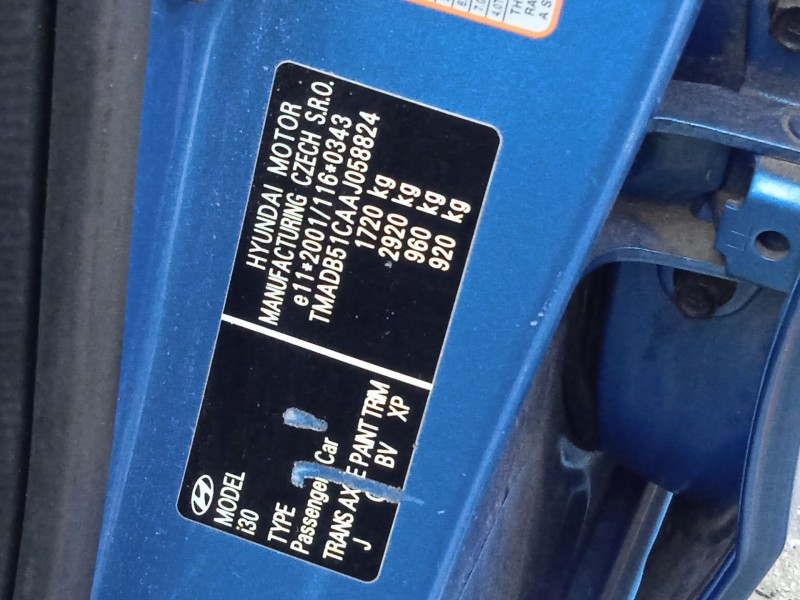 HYUNDAI MOTOR
MANUFACTURING CZECH S.R.O.
e11*2001/116*0343
TMADB51CAAJ058824
1720 kg
2920 kg
960 kg
920 kg
MODEL
i30
TYPE
Passenger Car
TRANS AXLE PAINT TRIM
J BV XP